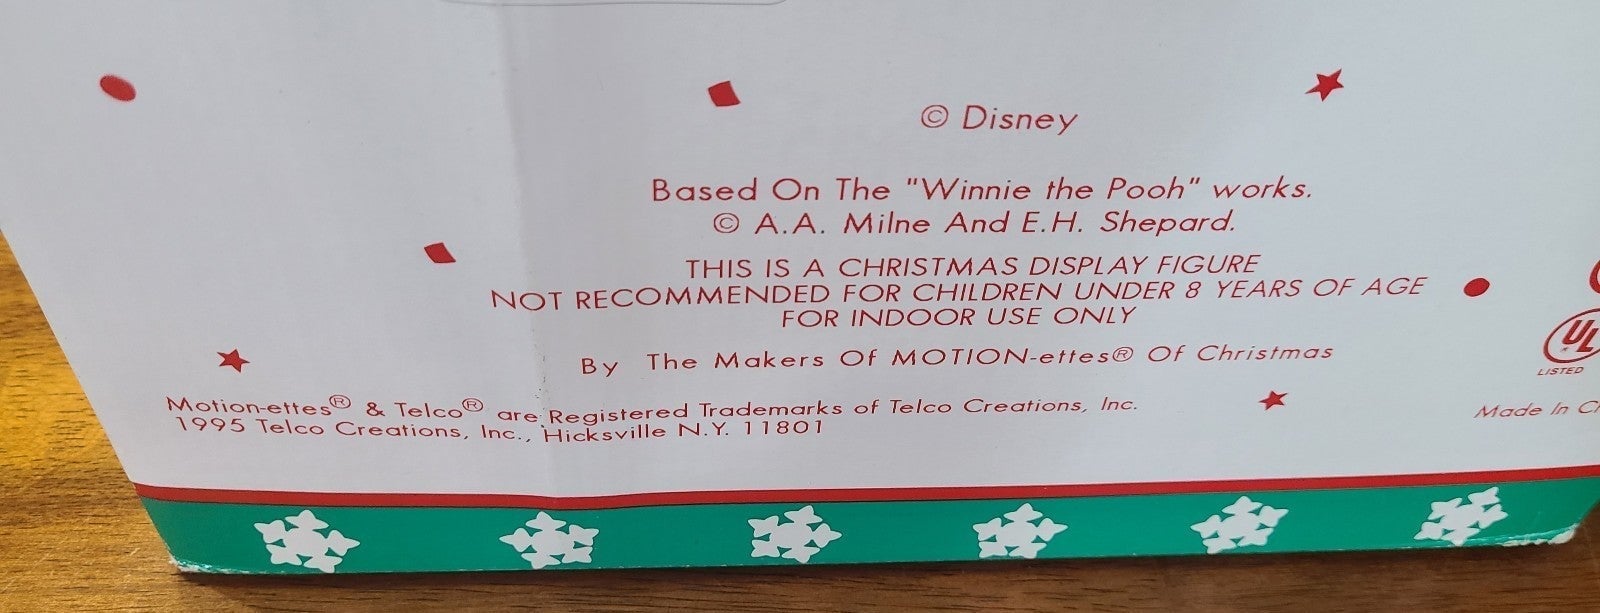 © Disney
Based On The "Winnie the Pooh" works.
© A.A. Milne And E.H. Shepard.
THIS IS A CHRISTMAS DISPLAY FIGURE
NOT RECOMMENDED FOR CHILDREN UNDER 8 YEARS OF AGE
FOR INDOOR USE ONLY
By The Makers Of MOTION-ettes® Of Christmas
Motion-ettes® & Telco® are Registered Trademarks of Telco Creations, Inc.
1995 Telco Creations, Inc., Hicksville N.Y. 11801
UL
LISTED
Made In